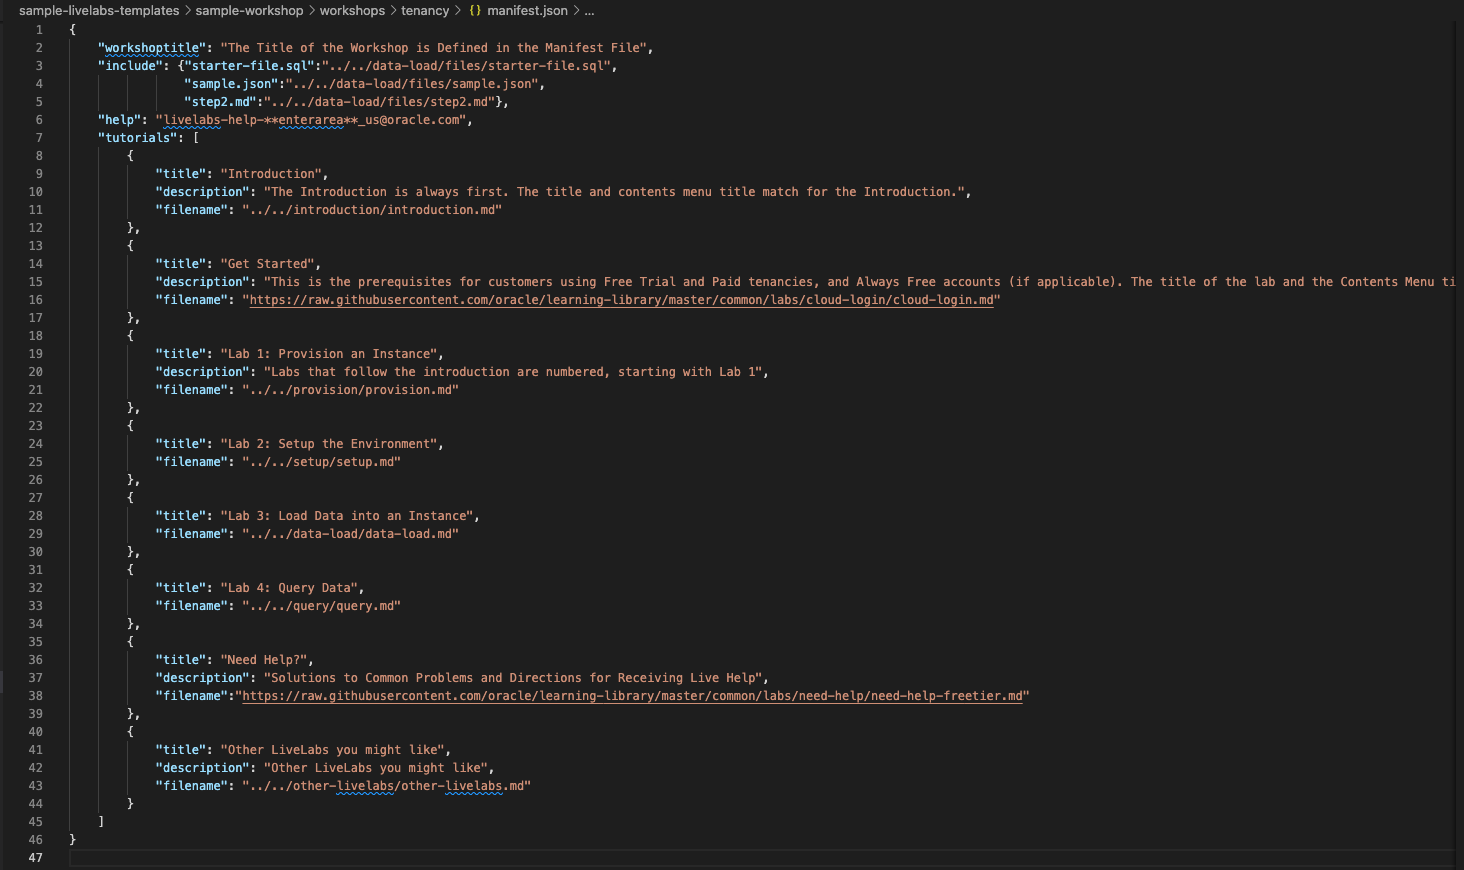 sample-livelabs-templates > sample-workshop > workshops > tenancy > {} manifest.json > ...
1 {
2 "workshoptitle": "The Title of the Workshop is Defined in the Manifest File",
3 "include": {"starter-file.sql":"../../data-load/files/starter-file.sql",
4 "sample.json":"../../data-load/files/sample.json",
5 "step2.md":"../../data-load/files/step2.md"},
6 "help": "livelabs-help-**enterarea**_us@oracle.com",
7 "tutorials": [
8 {
9 "title": "Introduction",
10 "description": "The Introduction is always first. The title and contents menu title match for the Introduction.",
11 "filename": "../../introduction/introduction.md"
12 },
13 {
14 "title": "Get Started",
15 "description": "This is the prerequisites for customers using Free Trial and Paid tenancies, and Always Free accounts (if applicable). The title of the lab and the Contents Menu ti
16 "filename": "https://raw.githubusercontent.com/oracle/learning-library/master/common/labs/cloud-login/cloud-login.md"
17 },
18 {
19 "title": "Lab 1: Provision an Instance",
20 "description": "Labs that follow the introduction are numbered, starting with Lab 1",
21 "filename": "../../provision/provision.md"
22 },
23 {
24 "title": "Lab 2: Setup the Environment",
25 "filename": "../../setup/setup.md"
26 },
27 {
28 "title": "Lab 3: Load Data into an Instance",
29 "filename": "../../data-load/data-load.md"
30 },
31 {
32 "title": "Lab 4: Query Data",
33 "filename": "../../query/query.md"
34 },
35 {
36 "title": "Need Help?",
37 "description": "Solutions to Common Problems and Directions for Receiving Live Help",
38 "filename":"https://raw.githubusercontent.com/oracle/learning-library/master/common/labs/need-help/need-help-freetier.md"
39 },
40 {
41 "title": "Other LiveLabs you might like",
42 "description": "Other LiveLabs you might like",
43 "filename": "../../other-livelabs/other-livelabs.md"
44 }
45 ]
46 }
47